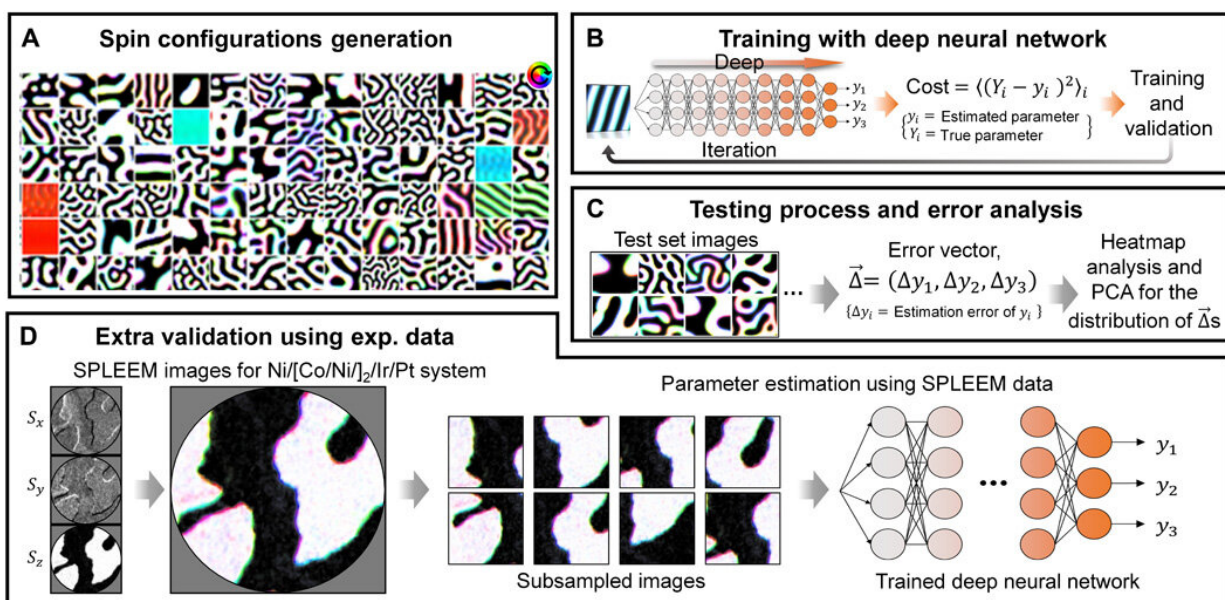 A
Spin configurations generation
B
Training with deep neural network
Deep
y₁
y₂
y₃
Iteration
Cost = ⟨(Yᵢ − yᵢ )²⟩ᵢ
{yᵢ = Estimated parameter
Yᵢ = True parameter}
Training
and
validation
C
Testing process and error analysis
Test set images
...
Error vector,
Δ⃗ = (Δy₁, Δy₂, Δy₃)
{Δyᵢ = Estimation error of yᵢ }
Heatmap
analysis and
PCA for the
distribution of Δ⃗s
D
Extra validation using exp. data
SPLEEM images for Ni/[Co/Ni/]₂/Ir/Pt system
Sₓ
Sᵧ
S_z
Subsampled images
Parameter estimation using SPLEEM data
...
y₁
y₂
y₃
Trained deep neural network